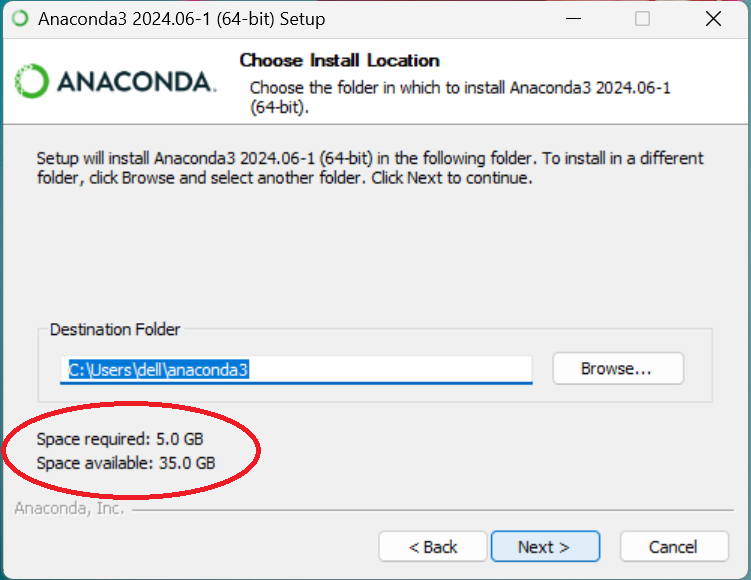 Anaconda3 2024.06-1 (64-bit) Setup
ANACONDA.
Choose Install Location
Choose the folder in which to install Anaconda3 2024.06-1
(64-bit).
Setup will install Anaconda3 2024.06-1 (64-bit) in the following folder. To install in a different
folder, click Browse and select another folder. Click Next to continue.
Destination Folder
C:\Users\dell\anaconda3
Browse...
Space required: 5.0 GB
Space available: 35.0 GB
Anaconda, Inc.
< Back
Next >
Cancel